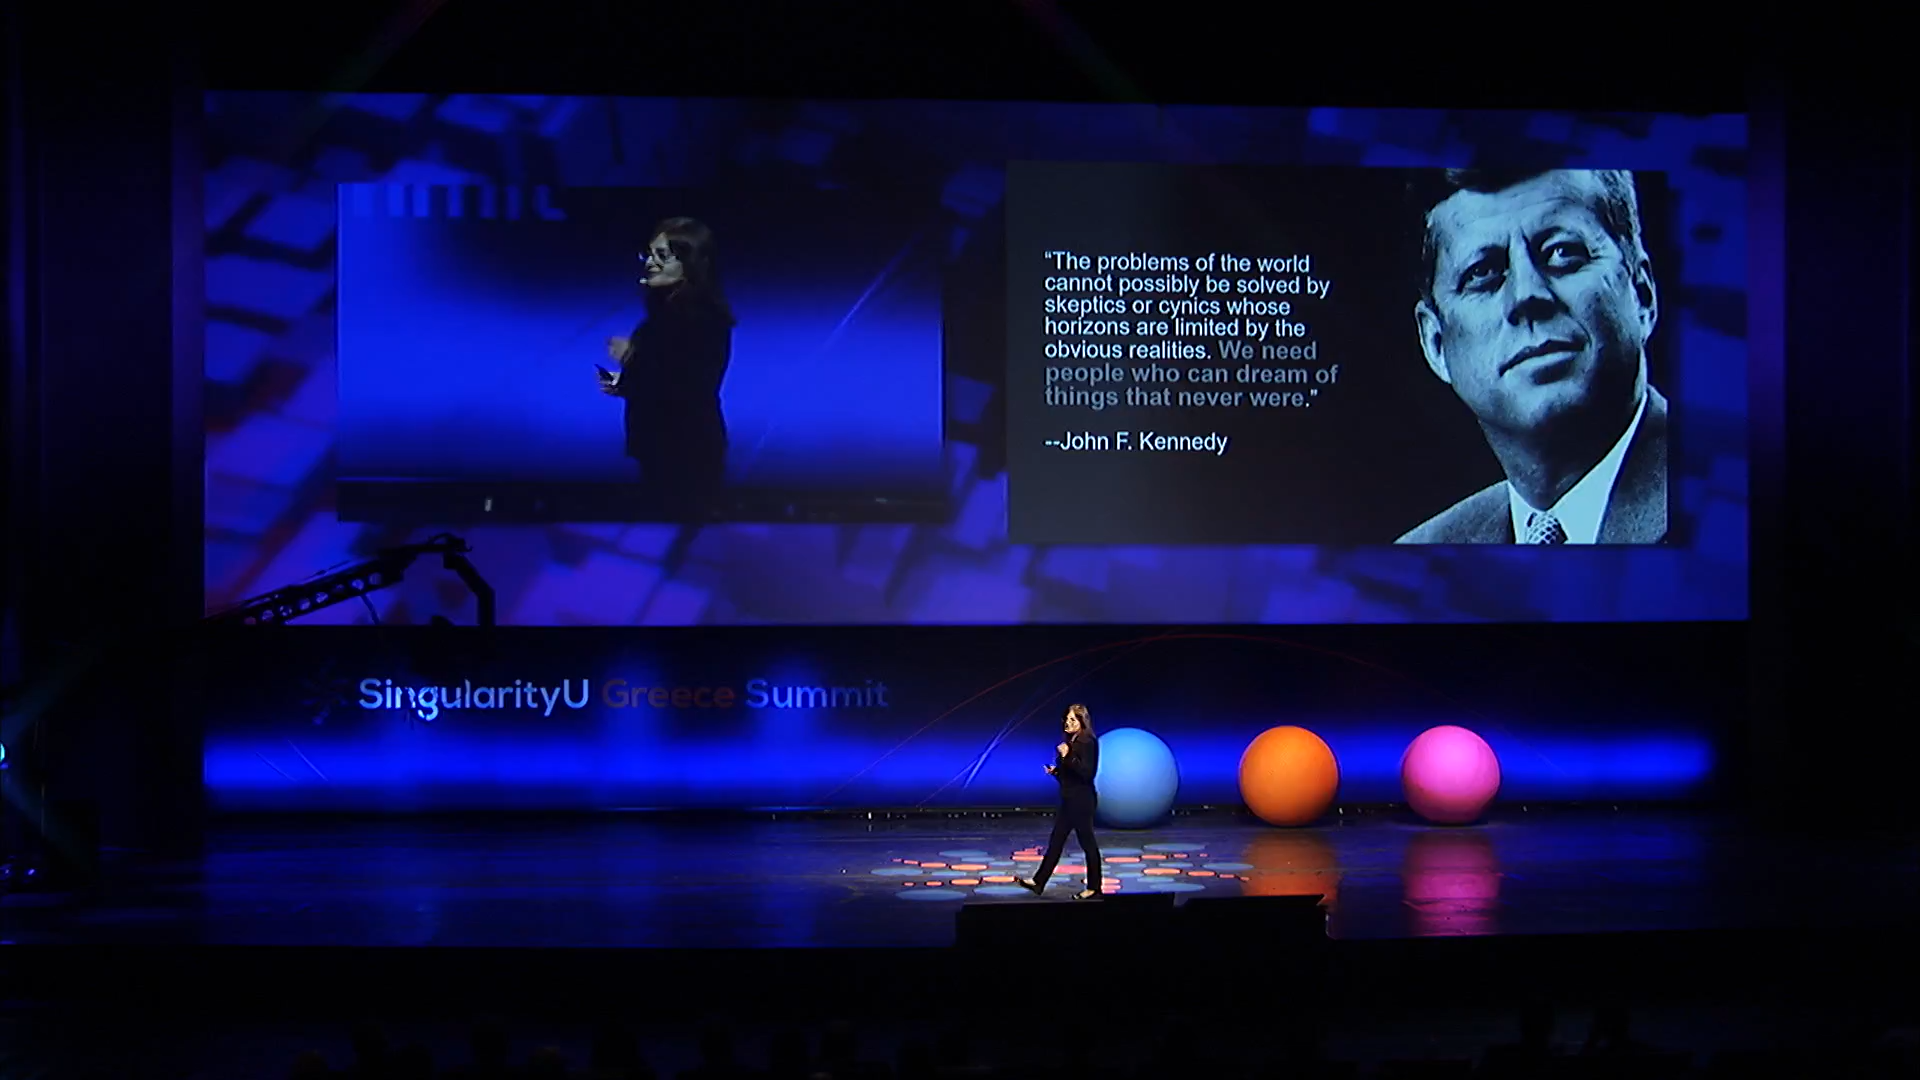 “The problems of the world
cannot possibly be solved by
skeptics or cynics whose
horizons are limited by the
obvious realities. We need
people who can dream of
things that never were.”
--John F. Kennedy
SingularityU Greece Summit